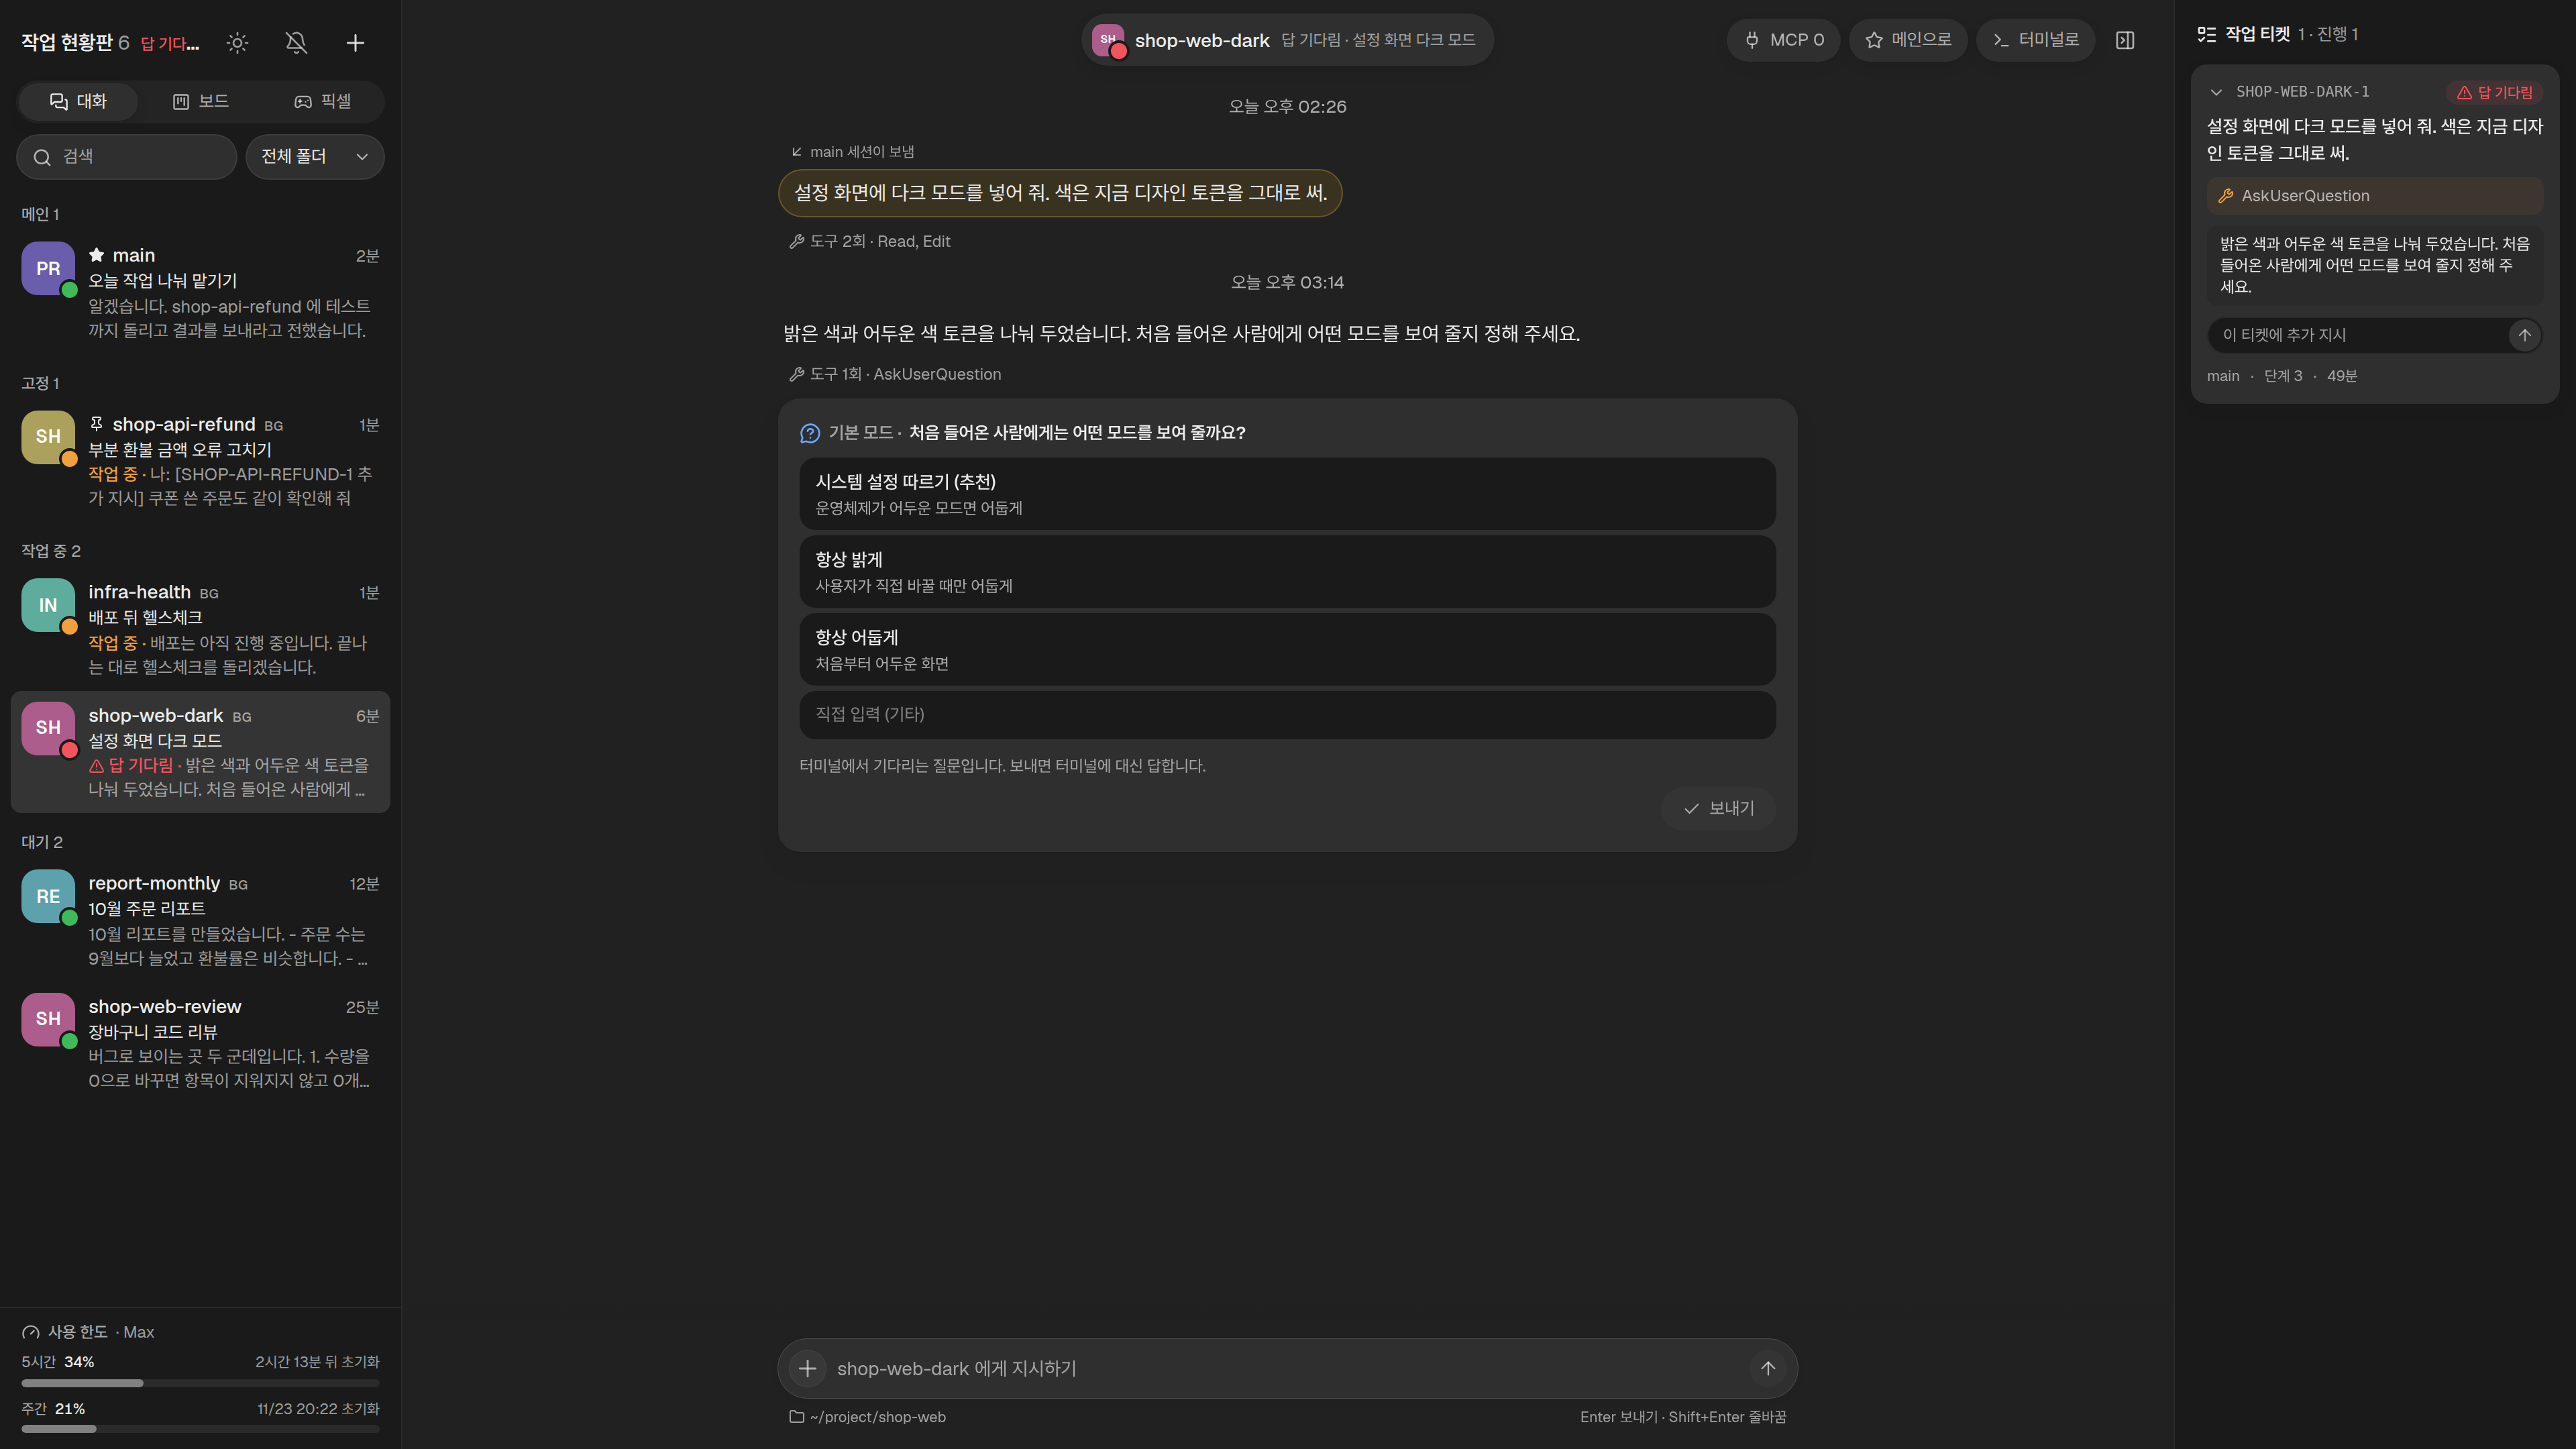 작업 현황판 6 답 기다...
대화
보드
픽셀
검색
전체 폴더
메인 1
PR
main
2분
오늘 작업 나눠 맡기기
알겠습니다. shop-api-refund 에 테스트
까지 돌리고 결과를 보내라고 전했습니다.
고정 1
SH
shop-api-refund BG
1분
부분 환불 금액 오류 고치기
작업 중 · 나: [SHOP-API-REFUND-1 추
가 지시] 쿠폰 쓴 주문도 같이 확인해 줘
작업 중 2
IN
infra-health BG
1분
배포 뒤 헬스체크
작업 중 · 배포는 아직 진행 중입니다. 끝나
는 대로 헬스체크를 돌리겠습니다.
SH
shop-web-dark BG
6분
설정 화면 다크 모드
답 기다림 · 밝은 색과 어두운 색 토큰을
나눠 두었습니다. 처음 들어온 사람에게 ...
대기 2
RE
report-monthly BG
12분
10월 주문 리포트
10월 리포트를 만들었습니다. - 주문 수는
9월보다 늘었고 환불률은 비슷합니다. - ...
SH
shop-web-review
25분
장바구니 코드 리뷰
버그로 보이는 곳 두 군데입니다. 1. 수량을
0으로 바꾸면 항목이 지워지지 않고 0개...
사용 한도 · Max
5시간 34%
2시간 13분 뒤 초기화
주간 21%
11/23 20:22 초기화
SH
shop-web-dark 답 기다림 · 설정 화면 다크 모드
MCP 0
메인으로
터미널로
오늘 오후 02:26
main 세션이 보냄
설정 화면에 다크 모드를 넣어 줘. 색은 지금 디자인 토큰을 그대로 써.
도구 2회 · Read, Edit
오늘 오후 03:14
밝은 색과 어두운 색 토큰을 나눠 두었습니다. 처음 들어온 사람에게 어떤 모드를 보여 줄지 정해 주세요.
도구 1회 · AskUserQuestion
기본 모드 · 처음 들어온 사람에게는 어떤 모드를 보여 줄까요?
시스템 설정 따르기 (추천)
운영체제가 어두운 모드면 어둡게
항상 밝게
사용자가 직접 바꿀 때만 어둡게
항상 어둡게
처음부터 어두운 화면
직접 입력 (기타)
터미널에서 기다리는 질문입니다. 보내면 터미널에 대신 답합니다.
보내기
shop-web-dark 에게 지시하기
~/project/shop-web
Enter 보내기 · Shift+Enter 줄바꿈
작업 티켓 1 · 진행 1
SHOP-WEB-DARK-1
답 기다림
설정 화면에 다크 모드를 넣어 줘. 색은 지금 디자
인 토큰을 그대로 써.
AskUserQuestion
밝은 색과 어두운 색 토큰을 나눠 두었습니다. 처음
들어온 사람에게 어떤 모드를 보여 줄지 정해 주
세요.
이 티켓에 추가 지시
main · 단계 3 · 49분